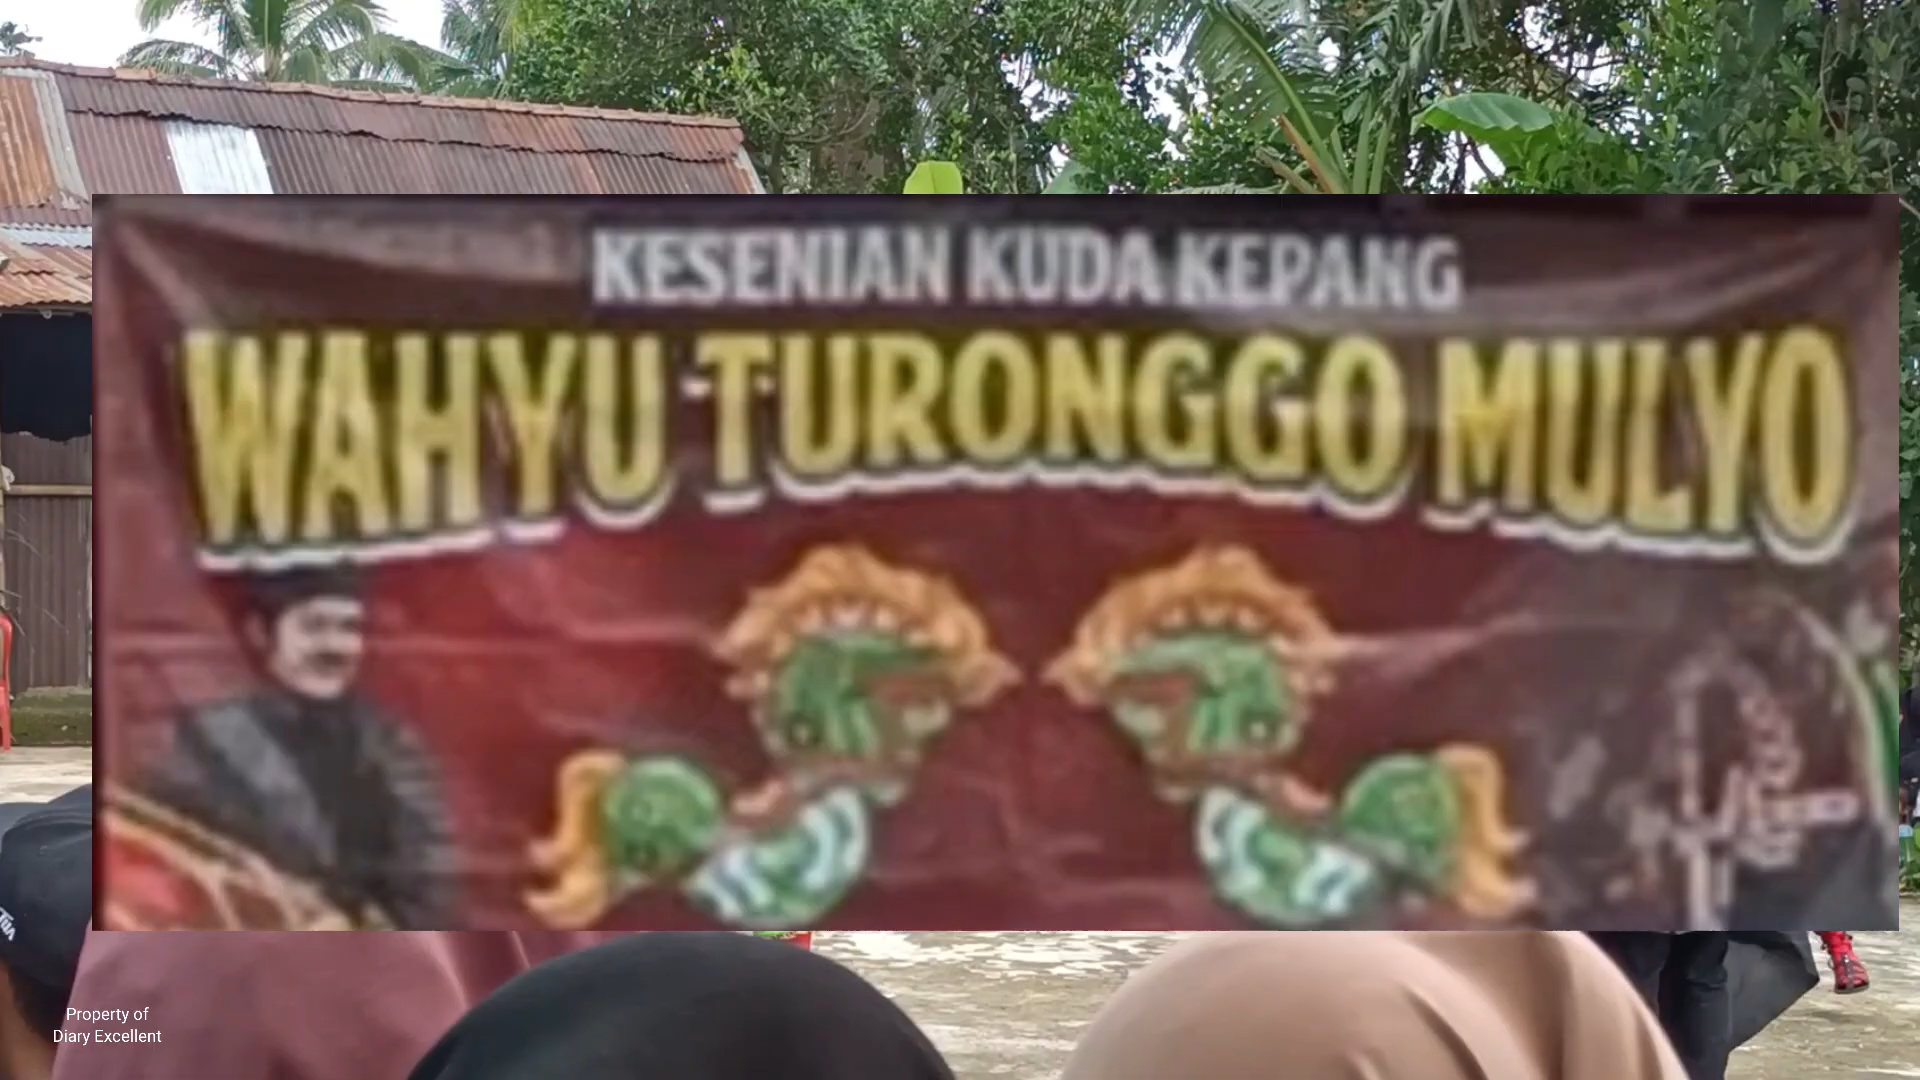 KESENIAN KUDA KEPANG
WAHYU TURONGGO MULYO
Property of
Diary Excellent